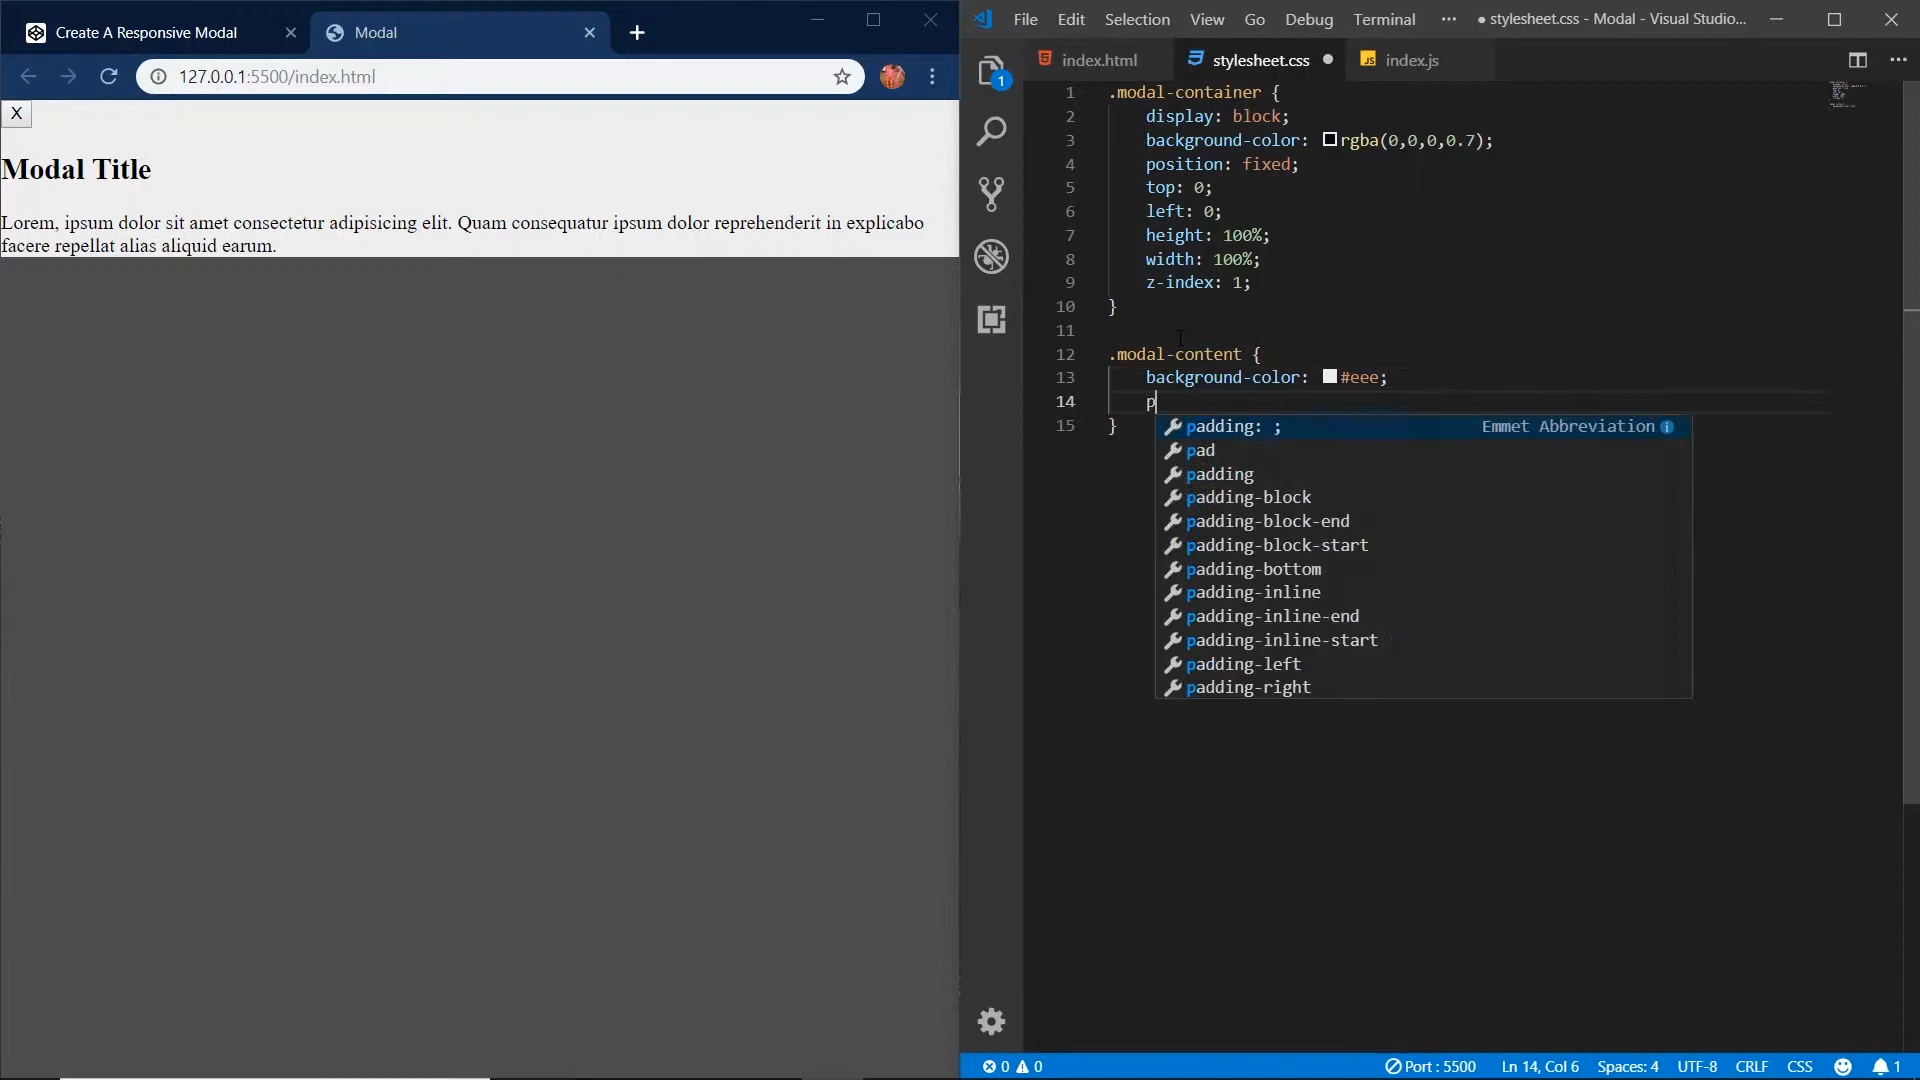 Create A Responsive Modal
Modal
127.0.0.1:5500/index.html
X
Modal Title
Lorem, ipsum dolor sit amet consectetur adipisicing elit. Quam consequatur ipsum dolor reprehenderit in explicabo
facere repellat alias aliquid earum.
File Edit Selection View Go Debug Terminal ••• ● stylesheet.css - Modal - Visual Studio...
index.html stylesheet.css index.js
1
1 .modal-container {
2 display: block;
3 background-color: rgba(0,0,0,0.7);
4 position: fixed;
5 top: 0;
6 left: 0;
7 height: 100%;
8 width: 100%;
9 z-index: 1;
10 }
11
12 .modal-content {
13 background-color: #eee;
14 p
15 }
padding: ; Emmet Abbreviation
pad
padding
padding-block
padding-block-end
padding-block-start
padding-bottom
padding-inline
padding-inline-end
padding-inline-start
padding-left
padding-right
0 0 Port : 5500 Ln 14, Col 6 Spaces: 4 UTF-8 CRLF CSS 1